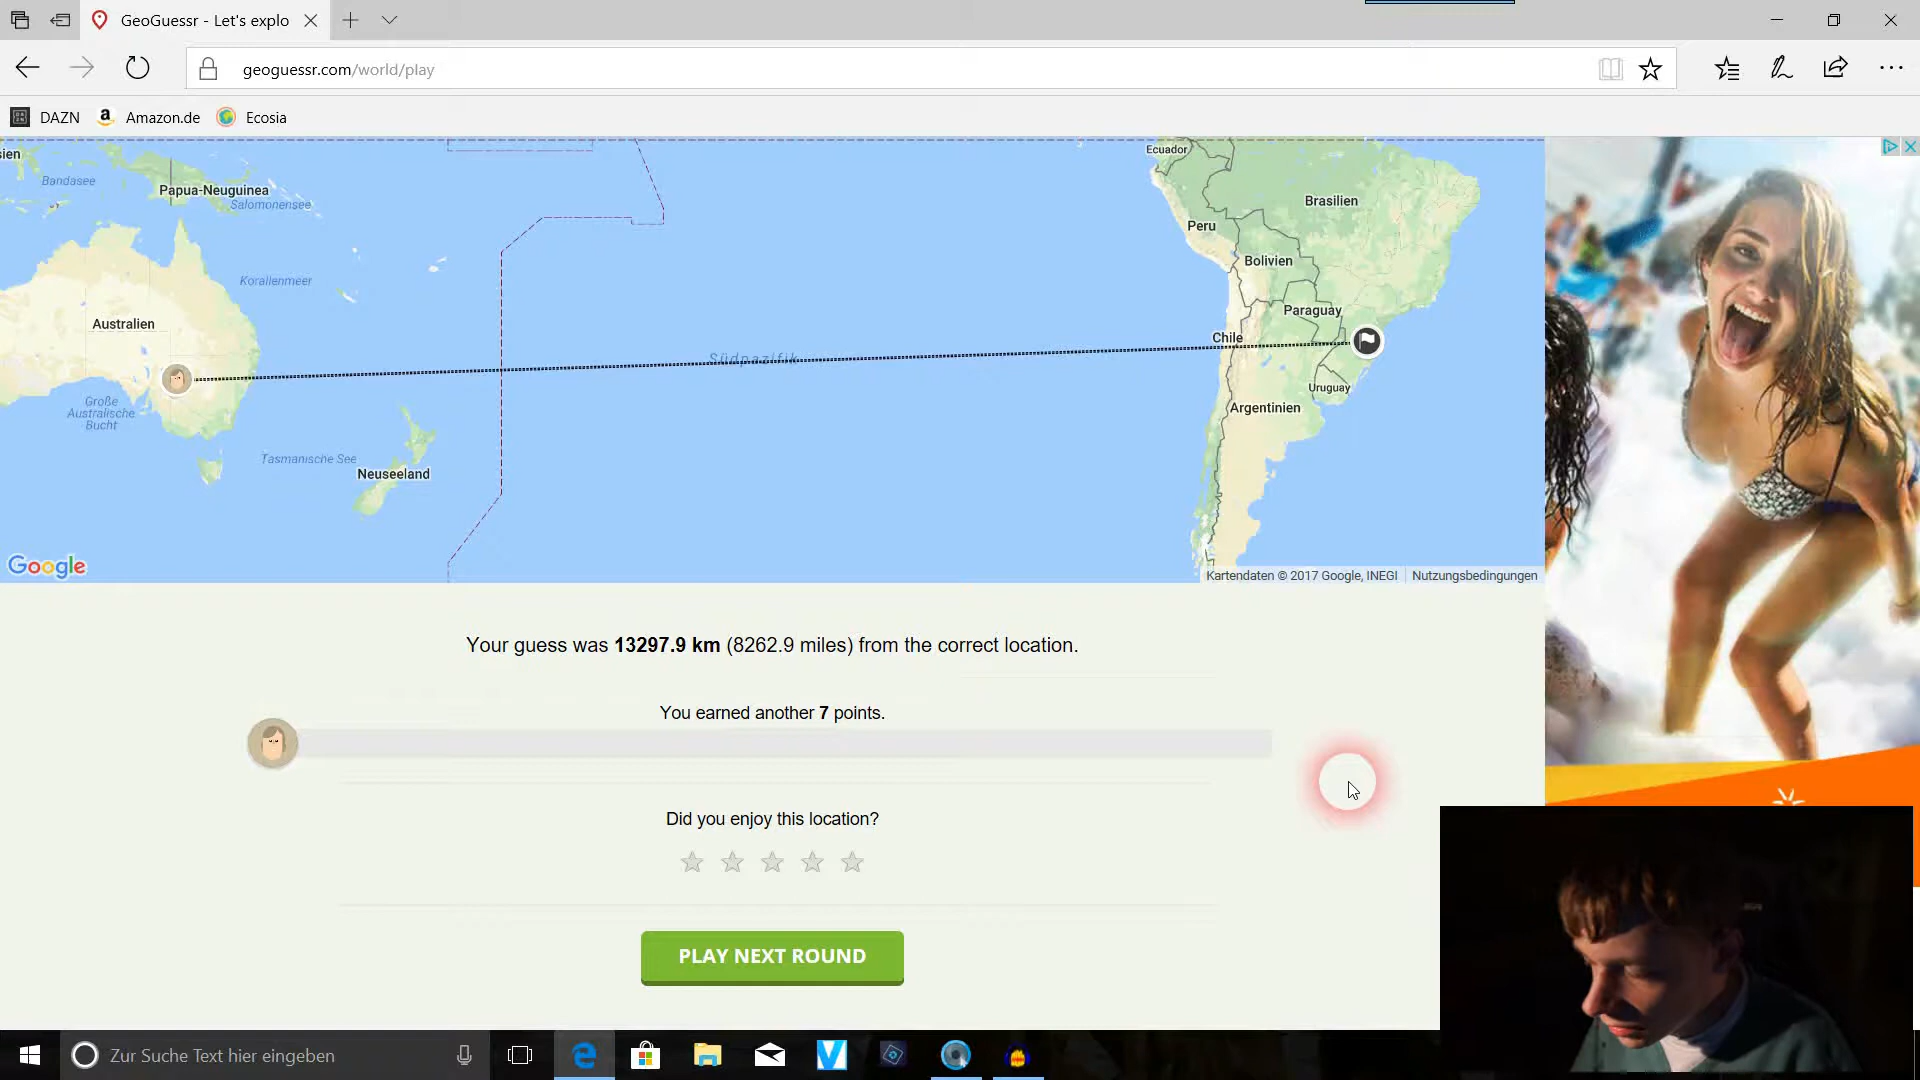 GeoGuessr - Let's explo
geoguessr.com/world/play
DAZN
Amazon.de
Ecosia
sien
Bandasee
Papua-Neuguinea
Salomonensee
Korallenmeer
Australien
Große
Australische
Bucht
Tasmanische See
Neuseeland
Südpazifik
Ecuador
Brasilien
Peru
Bolivien
Paraguay
Chile
Uruguay
Argentinien
Google
Kartendaten © 2017 Google, INEGI
Nutzungsbedingungen
Your guess was 13297.9 km (8262.9 miles) from the correct location.
You earned another 7 points.
Did you enjoy this location?
PLAY NEXT ROUND
Zur Suche Text hier eingeben